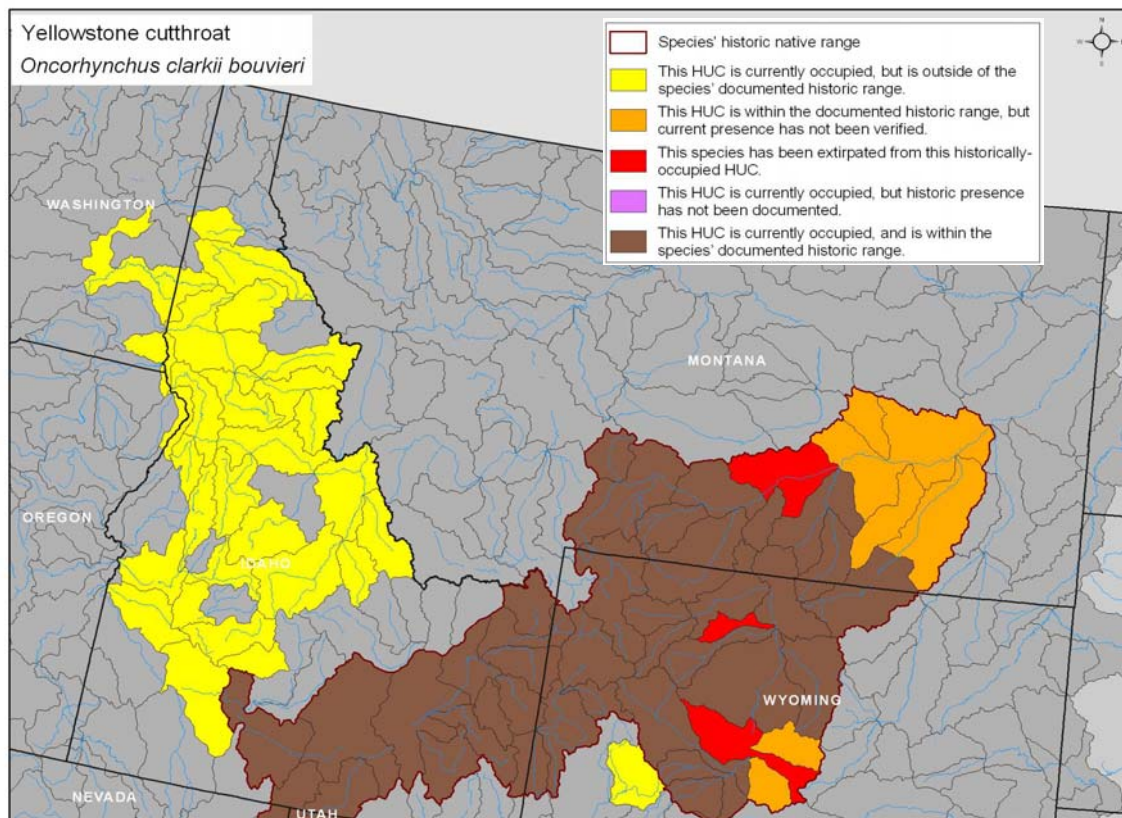 Yellowstone cutthroat
Oncorhynchus clarkii bouvieri
Species' historic native range
This HUC is currently occupied, but is outside of the
species' documented historic range.
This HUC is within the documented historic range, but
current presence has not been verified.
This species has been extirpated from this historically-
occupied HUC.
This HUC is currently occupied, but historic presence
has not been documented.
This HUC is currently occupied, and is within the
species' documented historic range.
N
WASHINGTON
MONTANA
OREGON
IDAHO
WYOMING
NEVADA
UTAH